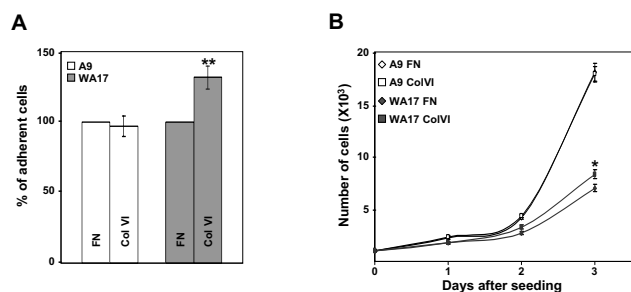 A
B
150
100
50
0
% of adherent cells
A9
WA17
**
FN
Col VI
FN
Col VI
20
15
10
5
Number of cells (X10³)
A9 FN
A9 ColVI
WA17 FN
WA17 ColVI
*
0
1
2
3
Days after seeding